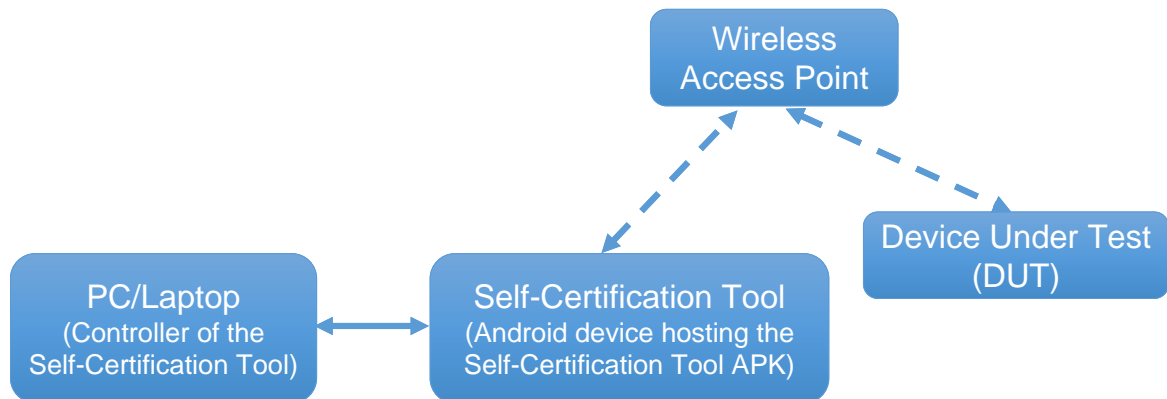 Wireless
Access Point
Device Under Test
(DUT)
PC/Laptop
(Controller of the
Self-Certification Tool)
Self-Certification Tool
(Android device hosting the
Self-Certification Tool APK)